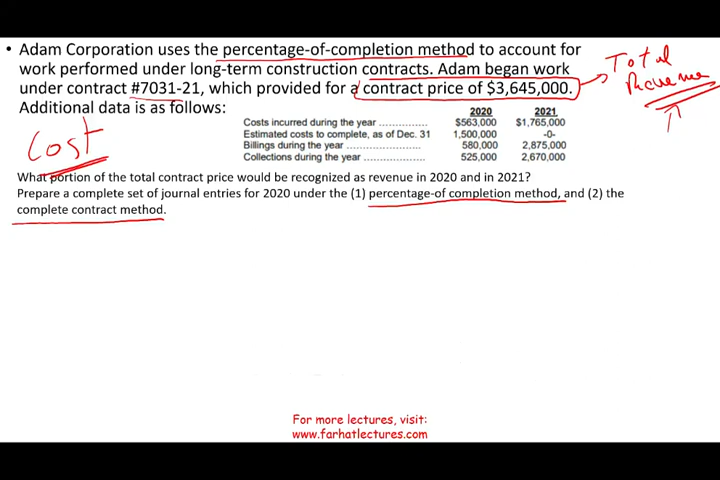 • Adam Corporation uses the percentage-of-completion method to account for
work performed under long-term construction contracts. Adam began work
under contract #7031-21, which provided for a contract price of $3,645,000.
Additional data is as follows:
Total
Revenue
Cost
2020 2021
Costs incurred during the year ................ $563,000 $1,765,000
Estimated costs to complete, as of Dec. 31 1,500,000 -0-
Billings during the year ........................ 580,000 2,875,000
Collections during the year .................... 525,000 2,670,000
What portion of the total contract price would be recognized as revenue in 2020 and in 2021?
Prepare a complete set of journal entries for 2020 under the (1) percentage-of completion method, and (2) the
complete contract method.
For more lectures, visit:
www.farhatlectures.com